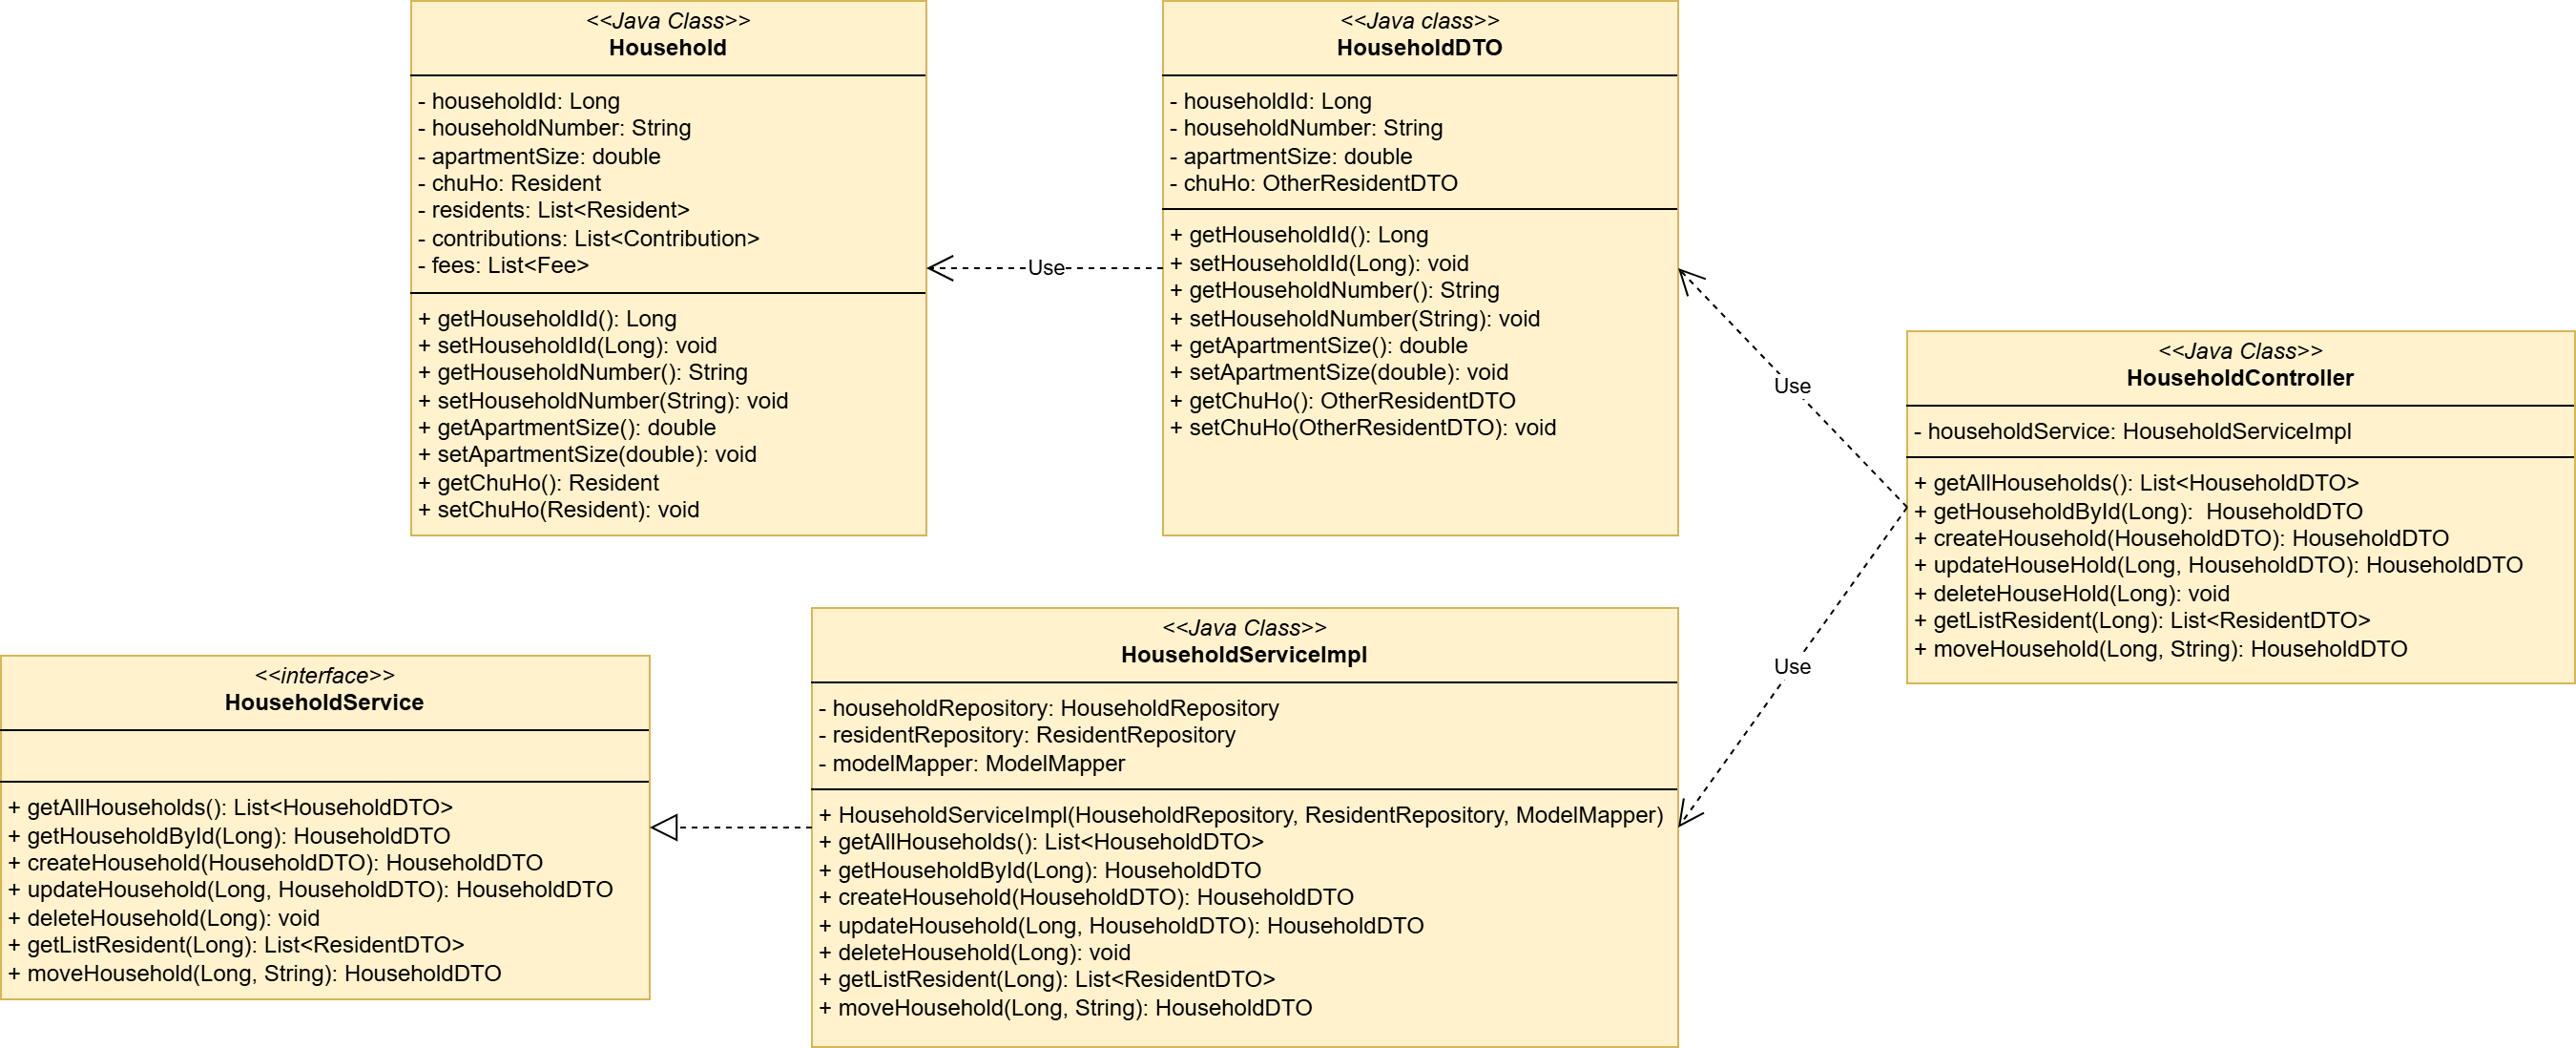 <<Java Class>>
Household
- householdId: Long
- householdNumber: String
- apartmentSize: double
- chuHo: Resident
- residents: List<Resident>
- contributions: List<Contribution>
- fees: List<Fee>
+ getHouseholdId(): Long
+ setHouseholdId(Long): void
+ getHouseholdNumber(): String
+ setHouseholdNumber(String): void
+ getApartmentSize(): double
+ setApartmentSize(double): void
+ getChuHo(): Resident
+ setChuHo(Resident): void
Use
<<Java class>>
HouseholdDTO
- householdId: Long
- householdNumber: String
- apartmentSize: double
- chuHo: OtherResidentDTO
+ getHouseholdId(): Long
+ setHouseholdId(Long): void
+ getHouseholdNumber(): String
+ setHouseholdNumber(String): void
+ getApartmentSize(): double
+ setApartmentSize(double): void
+ getChuHo(): OtherResidentDTO
+ setChuHo(OtherResidentDTO): void
Use
<<Java Class>>
HouseholdController
- householdService: HouseholdServiceImpl
+ getAllHouseholds(): List<HouseholdDTO>
+ getHouseholdById(Long):  HouseholdDTO
+ createHousehold(HouseholdDTO): HouseholdDTO
+ updateHouseHold(Long, HouseholdDTO): HouseholdDTO
+ deleteHouseHold(Long): void
+ getListResident(Long): List<ResidentDTO>
+ moveHousehold(Long, String): HouseholdDTO
Use
<<interface>>
HouseholdService
+ getAllHouseholds(): List<HouseholdDTO>
+ getHouseholdById(Long): HouseholdDTO
+ createHousehold(HouseholdDTO): HouseholdDTO
+ updateHousehold(Long, HouseholdDTO): HouseholdDTO
+ deleteHousehold(Long): void
+ getListResident(Long): List<ResidentDTO>
+ moveHousehold(Long, String): HouseholdDTO
<<Java Class>>
HouseholdServiceImpl
- householdRepository: HouseholdRepository
- residentRepository: ResidentRepository
- modelMapper: ModelMapper
+ HouseholdServiceImpl(HouseholdRepository, ResidentRepository, ModelMapper)
+ getAllHouseholds(): List<HouseholdDTO>
+ getHouseholdById(Long): HouseholdDTO
+ createHousehold(HouseholdDTO): HouseholdDTO
+ updateHousehold(Long, HouseholdDTO): HouseholdDTO
+ deleteHousehold(Long): void
+ getListResident(Long): List<ResidentDTO>
+ moveHousehold(Long, String): HouseholdDTO